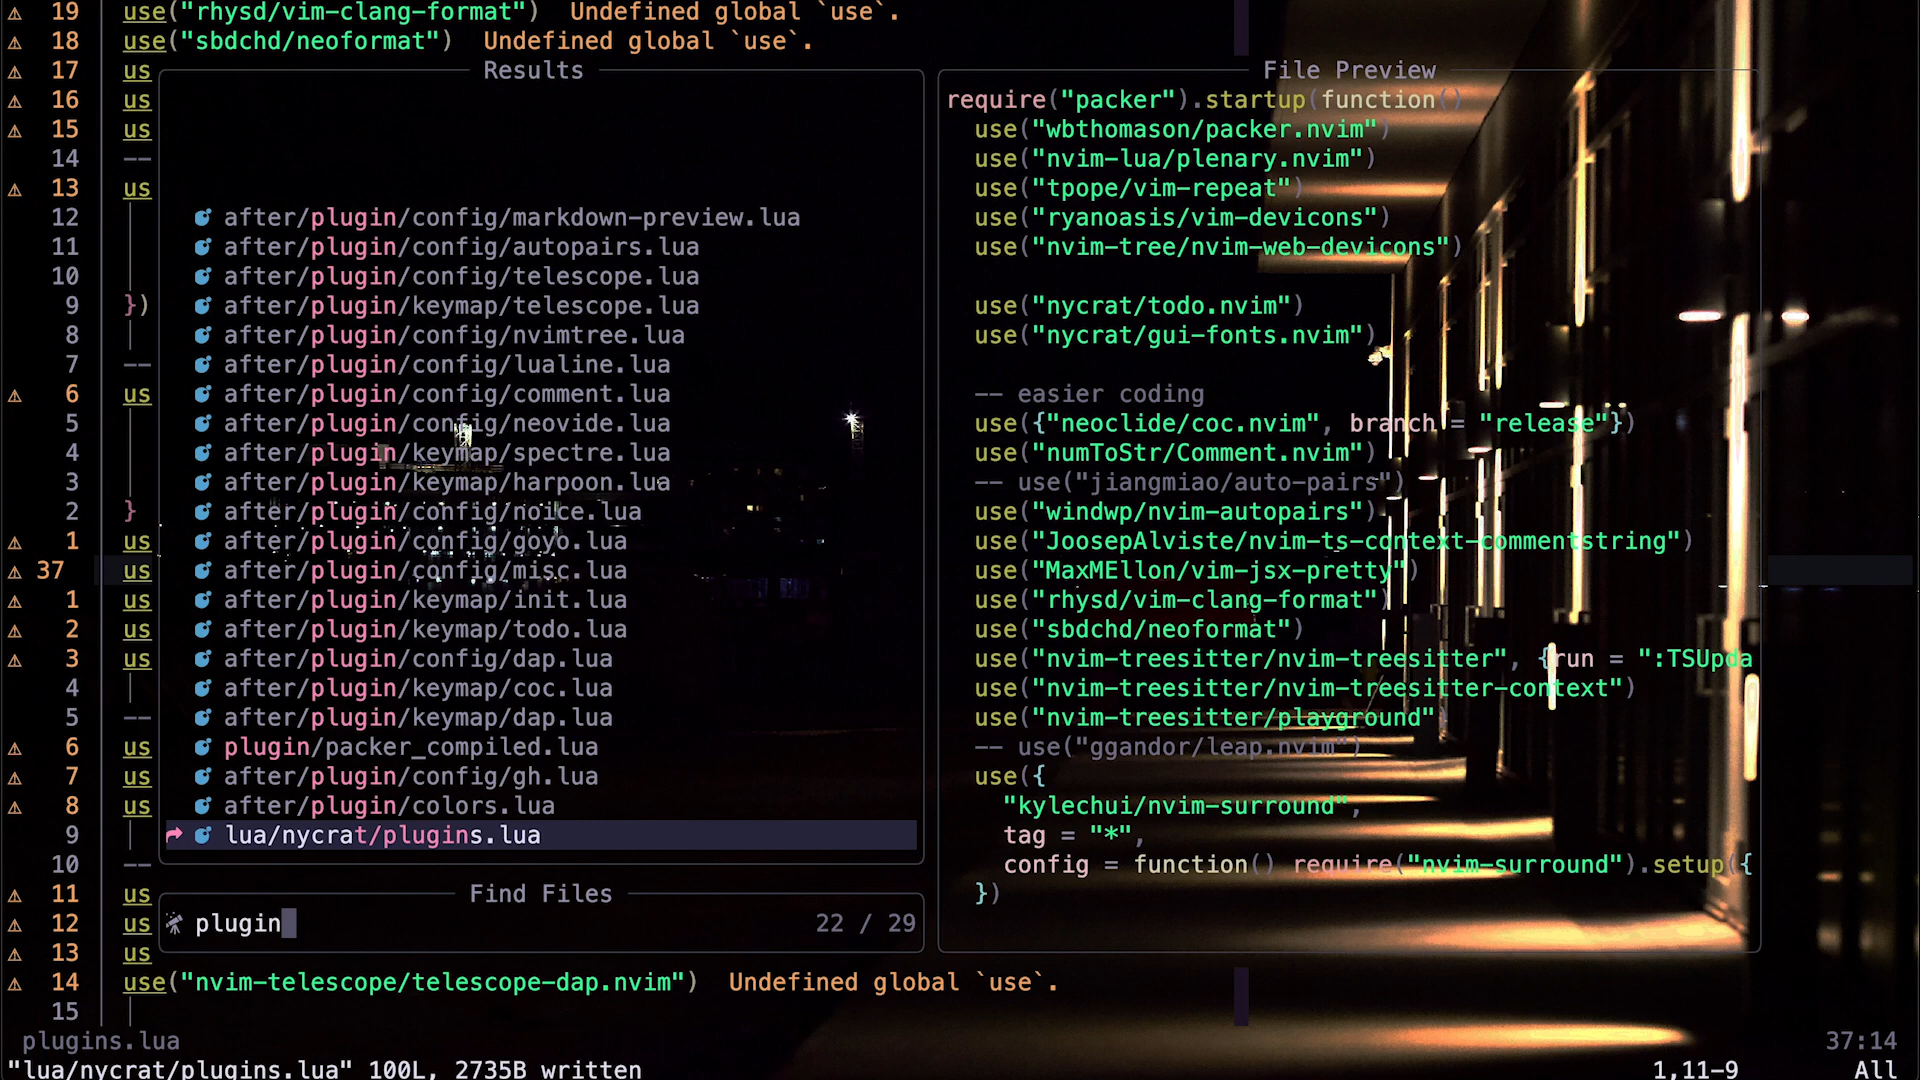 ⚠ 19 use("rhysd/vim-clang-format") Undefined global `use`.
⚠ 18 use("sbdchd/neoformat") Undefined global `use`.
⚠ 17 us
⚠ 16 us
⚠ 15 us
14 --
⚠ 13 us
12
11
10
9 })
8
7 --
⚠ 6 us
5
4
3
2 }
⚠ 1 us
⚠ 37 us
⚠ 1 us
⚠ 2 us
⚠ 3 us
4
5 --
⚠ 6 us
⚠ 7 us
⚠ 8 us
9
10 --
⚠ 11 us
⚠ 12 us
⚠ 13 us
Results
after/plugin/config/markdown-preview.lua
after/plugin/config/autopairs.lua
after/plugin/config/telescope.lua
after/plugin/keymap/telescope.lua
after/plugin/config/nvimtree.lua
after/plugin/config/lualine.lua
after/plugin/config/comment.lua
after/plugin/config/neovide.lua
after/plugin/keymap/spectre.lua
after/plugin/keymap/harpoon.lua
after/plugin/config/noice.lua
after/plugin/config/goyo.lua
after/plugin/config/misc.lua
after/plugin/keymap/init.lua
after/plugin/keymap/todo.lua
after/plugin/config/dap.lua
after/plugin/keymap/coc.lua
after/plugin/keymap/dap.lua
plugin/packer_compiled.lua
after/plugin/config/gh.lua
after/plugin/colors.lua
lua/nycrat/plugins.lua
Find Files
plugin 22 / 29
File Preview
require("packer").startup(function()
use("wbthomason/packer.nvim")
use("nvim-lua/plenary.nvim")
use("tpope/vim-repeat")
use("ryanoasis/vim-devicons")
use("nvim-tree/nvim-web-devicons")
use("nycrat/todo.nvim")
use("nycrat/gui-fonts.nvim")
-- easier coding
use({"neoclide/coc.nvim", branch = "release"})
use("numToStr/Comment.nvim")
-- use("jiangmiao/auto-pairs")
use("windwp/nvim-autopairs")
use("JoosepAlviste/nvim-ts-context-commentstring")
use("MaxMEllon/vim-jsx-pretty")
use("rhysd/vim-clang-format")
use("sbdchd/neoformat")
use("nvim-treesitter/nvim-treesitter", {run = ":TSUpda
use("nvim-treesitter/nvim-treesitter-context")
use("nvim-treesitter/playground")
-- use("ggandor/leap.nvim")
use({
"kylechui/nvim-surround",
tag = "*",
config = function() require("nvim-surround").setup({
})
⚠ 14 use("nvim-telescope/telescope-dap.nvim") Undefined global `use`.
15
plugins.lua 37:14
"lua/nycrat/plugins.lua" 100L, 2735B written 1,11-9 All